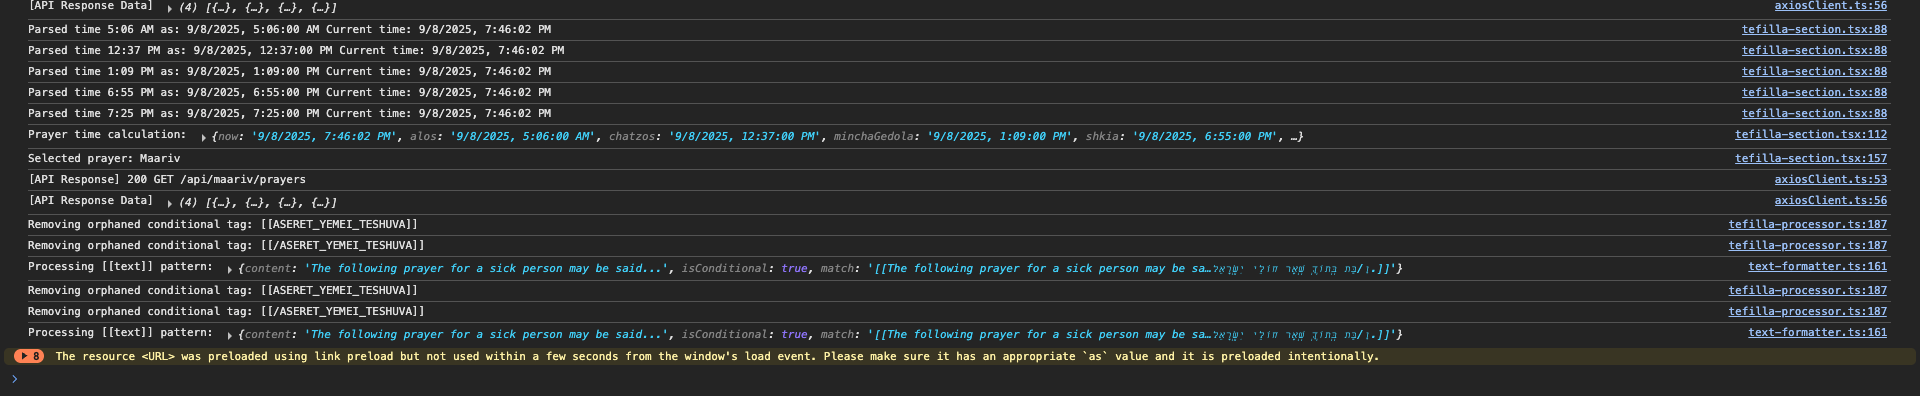 [API Response Data] ▸ (4) [{…}, {…}, {…}, {…}] axiosClient.ts:56
Parsed time 5:06 AM as: 9/8/2025, 5:06:00 AM Current time: 9/8/2025, 7:46:02 PM tefilla-section.tsx:88
Parsed time 12:37 PM as: 9/8/2025, 12:37:00 PM Current time: 9/8/2025, 7:46:02 PM tefilla-section.tsx:88
Parsed time 1:09 PM as: 9/8/2025, 1:09:00 PM Current time: 9/8/2025, 7:46:02 PM tefilla-section.tsx:88
Parsed time 6:55 PM as: 9/8/2025, 6:55:00 PM Current time: 9/8/2025, 7:46:02 PM tefilla-section.tsx:88
Parsed time 7:25 PM as: 9/8/2025, 7:25:00 PM Current time: 9/8/2025, 7:46:02 PM tefilla-section.tsx:88
Prayer time calculation: ▸ {now: '9/8/2025, 7:46:02 PM', alos: '9/8/2025, 5:06:00 AM', chatzos: '9/8/2025, 12:37:00 PM', minchaGedola: '9/8/2025, 1:09:00 PM', shkia: '9/8/2025, 6:55:00 PM', …} tefilla-section.tsx:112
Selected prayer: Maariv tefilla-section.tsx:157
[API Response] 200 GET /api/maariv/prayers axiosClient.ts:53
[API Response Data] ▸ (4) [{…}, {…}, {…}, {…}] axiosClient.ts:56
Removing orphaned conditional tag: [[ASERET_YEMEI_TESHUVA]] tefilla-processor.ts:187
Removing orphaned conditional tag: [[/ASERET_YEMEI_TESHUVA]] tefilla-processor.ts:187
Processing [[text]] pattern: ▸ {content: 'The following prayer for a sick person may be said...', isConditional: true, match: '[[The following prayer for a sick person may be sa…ן/בַּת בְּתוֹךְ שְׁאָר חוֹלֵי יִשְׂרָאֵל.]]'} text-formatter.ts:161
Removing orphaned conditional tag: [[ASERET_YEMEI_TESHUVA]] tefilla-processor.ts:187
Removing orphaned conditional tag: [[/ASERET_YEMEI_TESHUVA]] tefilla-processor.ts:187
Processing [[text]] pattern: ▸ {content: 'The following prayer for a sick person may be said...', isConditional: true, match: '[[The following prayer for a sick person may be sa…ן/בַּת בְּתוֹךְ שְׁאָר חוֹלֵי יִשְׂרָאֵל.]]'} text-formatter.ts:161
▸ 8 The resource <URL> was preloaded using link preload but not used within a few seconds from the window's load event. Please make sure it has an appropriate `as` value and it is preloaded intentionally.